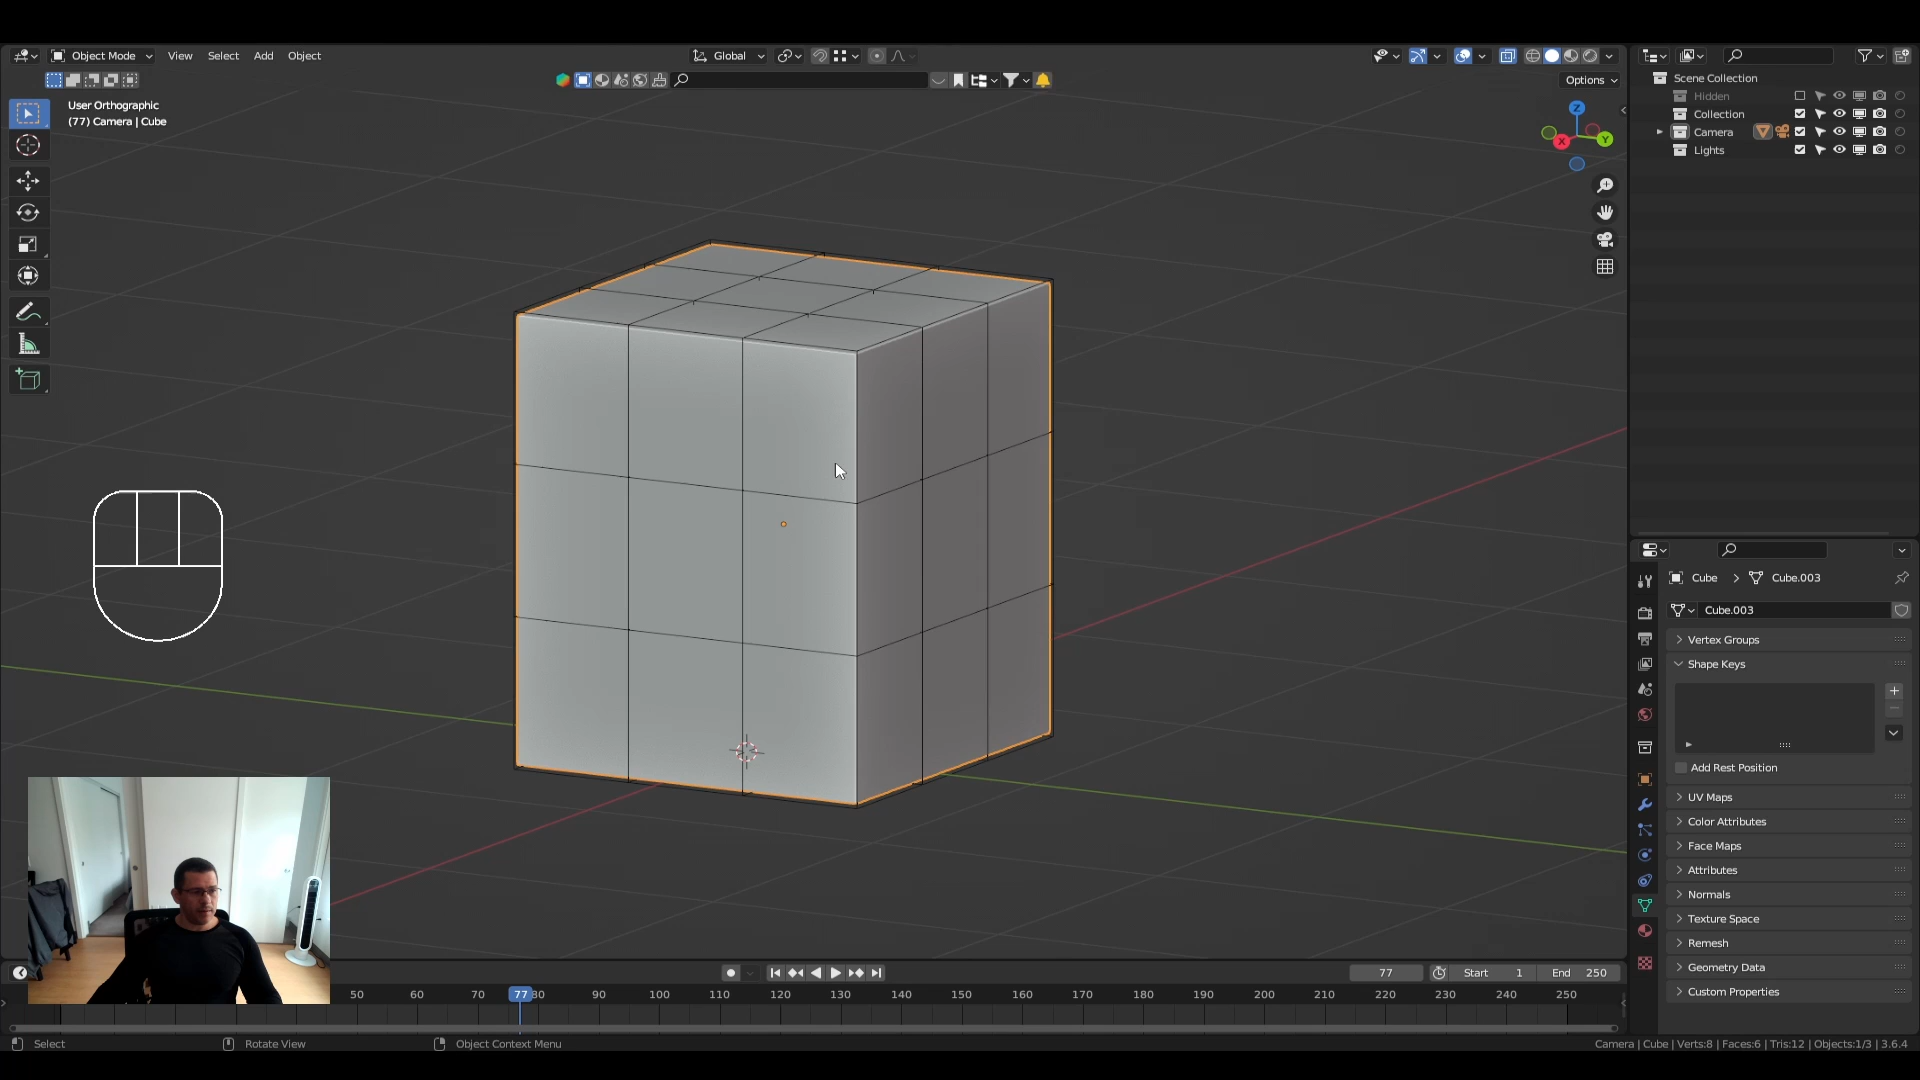 Object Mode
View
Select
Add
Object
Global
Options
User Orthographic
(77) Camera | Cube
Z
X
Y
Scene Collection
Hidden
Collection
Camera
Lights
Cube
Cube.003
Cube.003
Vertex Groups
Shape Keys
Add Rest Position
UV Maps
Color Attributes
Face Maps
Attributes
Normals
Texture Space
Remesh
Geometry Data
Custom Properties
77
Start 1
End 250
50 60 70 77 80 90 100 110 120 130 140 150 160 170 180 190 200 210 220 230 240 250
Select
Rotate View
Object Context Menu
Camera | Cube | Verts:8 | Faces:6 | Tris:12 | Objects:1/3 | 3.6.4